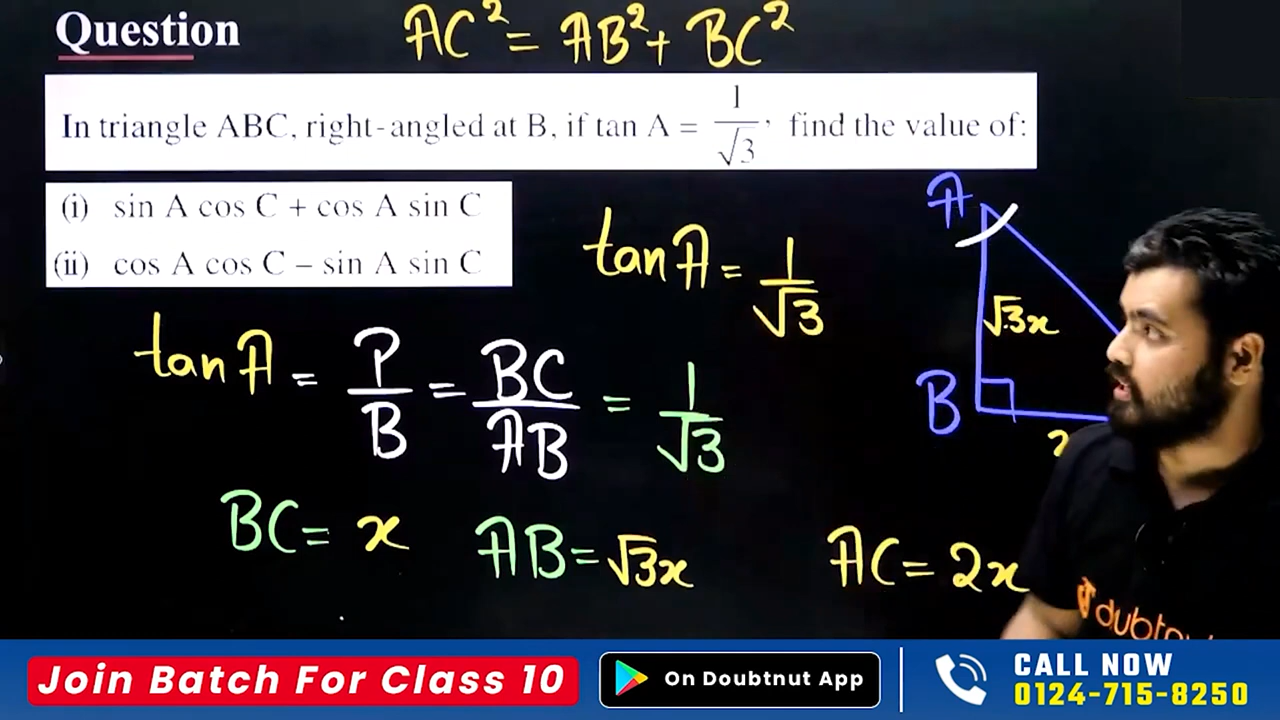 Question
AC² = AB² + BC²
In triangle ABC, right-angled at B, if tan A = 1/√3, find the value of:
(i) sin A cos C + cos A sin C
(ii) cos A cos C – sin A sin C
tan A = 1/√3
A
√3x
B
tan A = P/B = BC/AB = 1/√3
BC = x AB = √3x AC = 2x
Join Batch For Class 10
On Doubtnut App
CALL NOW
0124-715-8250